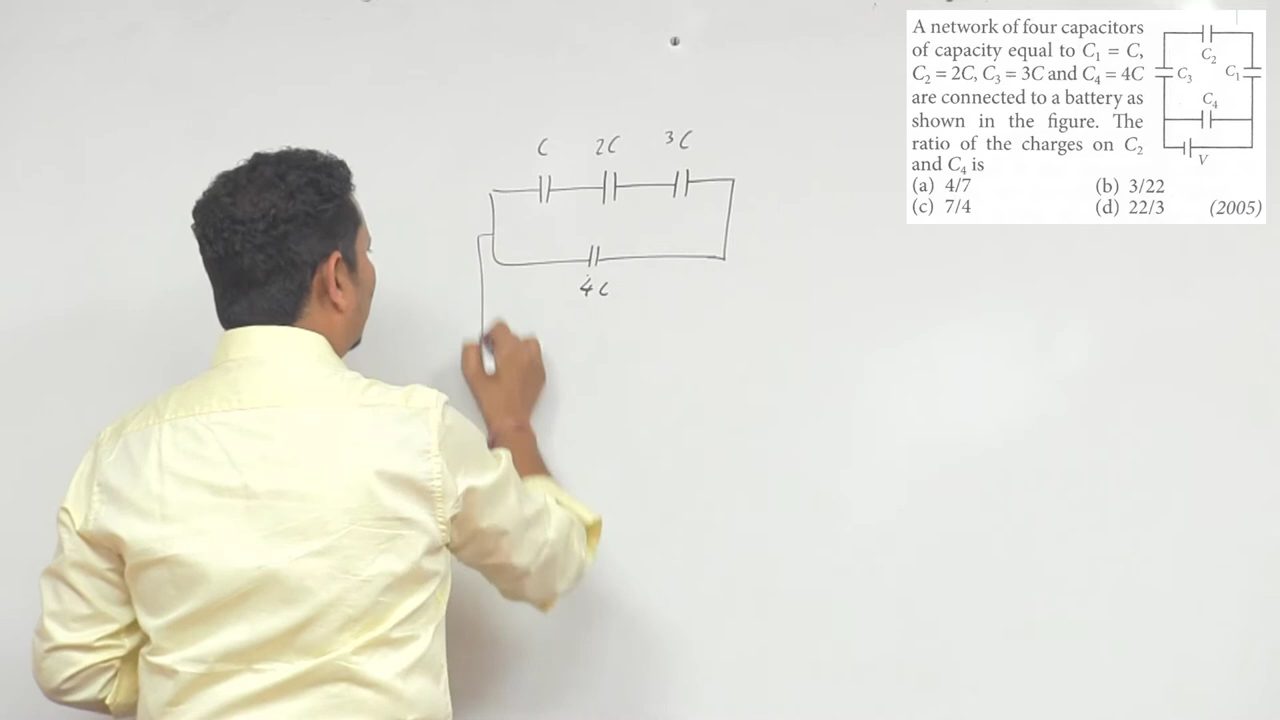 A network of four capacitors
of capacity equal to C₁ = C,
C₂ = 2C, C₃ = 3C and C₄ = 4C
are connected to a battery as
shown in the figure. The
ratio of the charges on C₂
and C₄ is
(a) 4/7 (b) 3/22
(c) 7/4 (d) 22/3 (2005)
C₂
C₃ C₁
C₄
V
C 2C 3C
4C